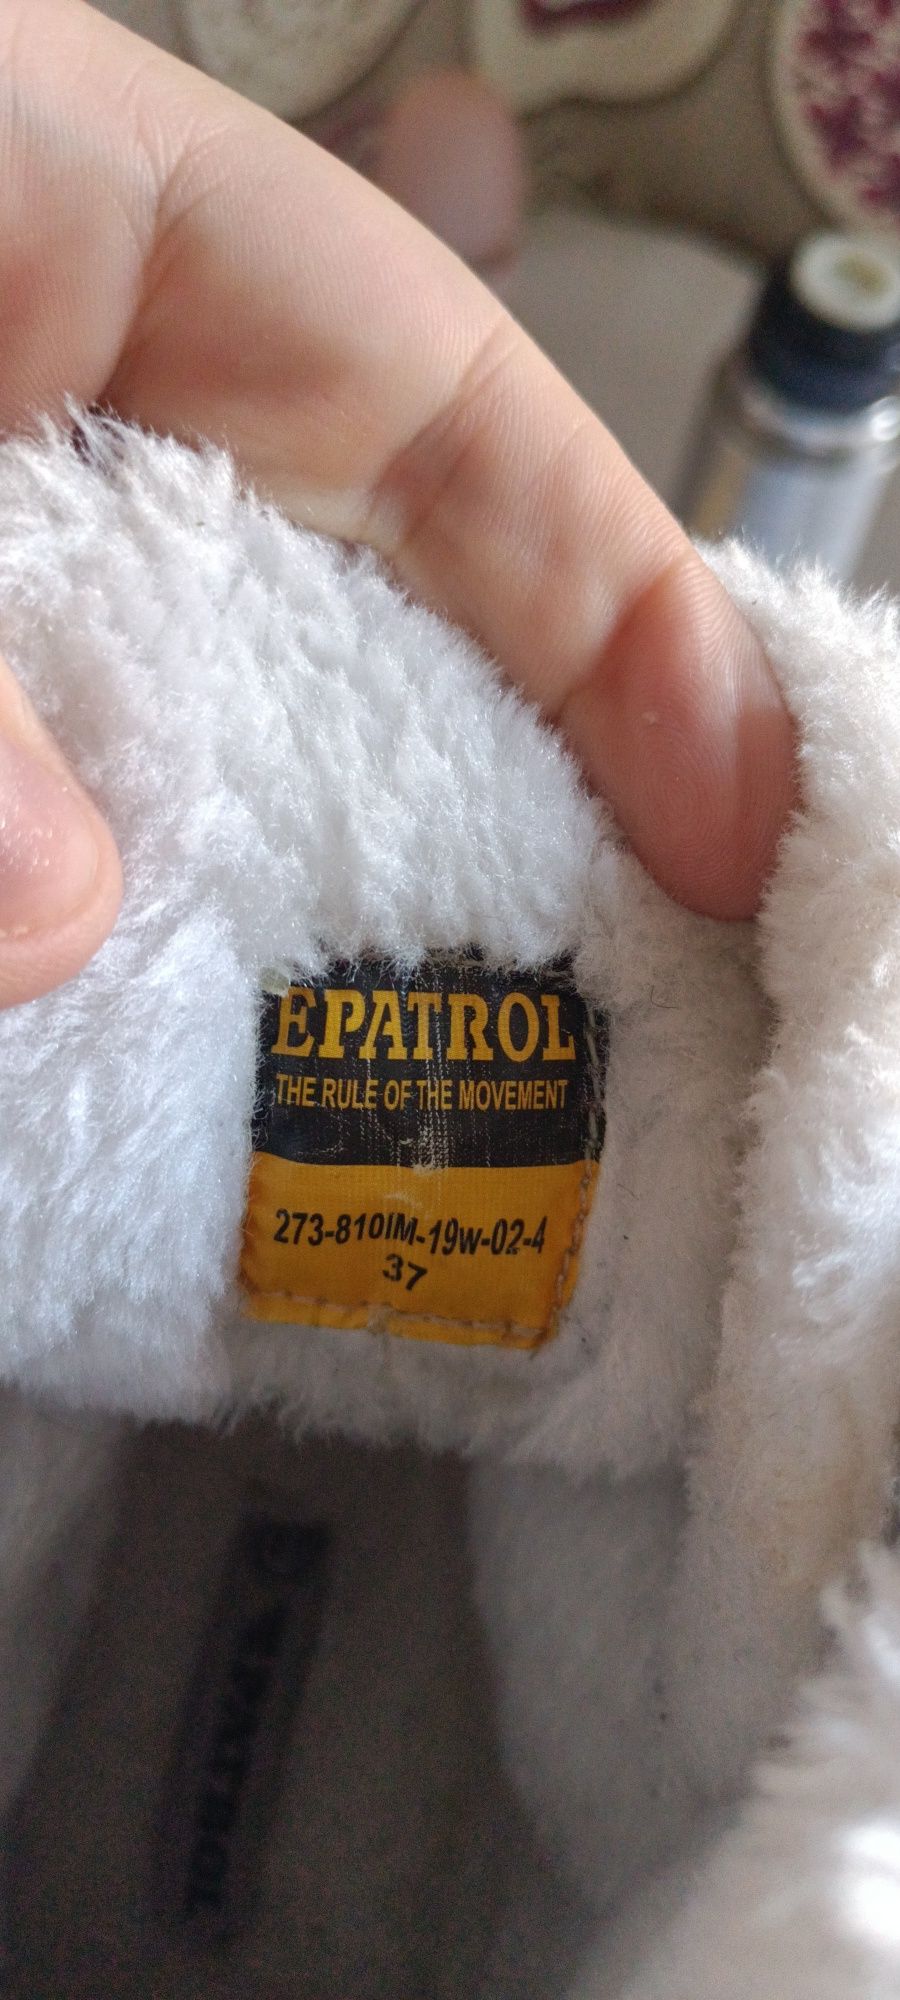 EPATROL
THE RULE OF THE MOVEMENT
273-810IM-19w-02-4
37